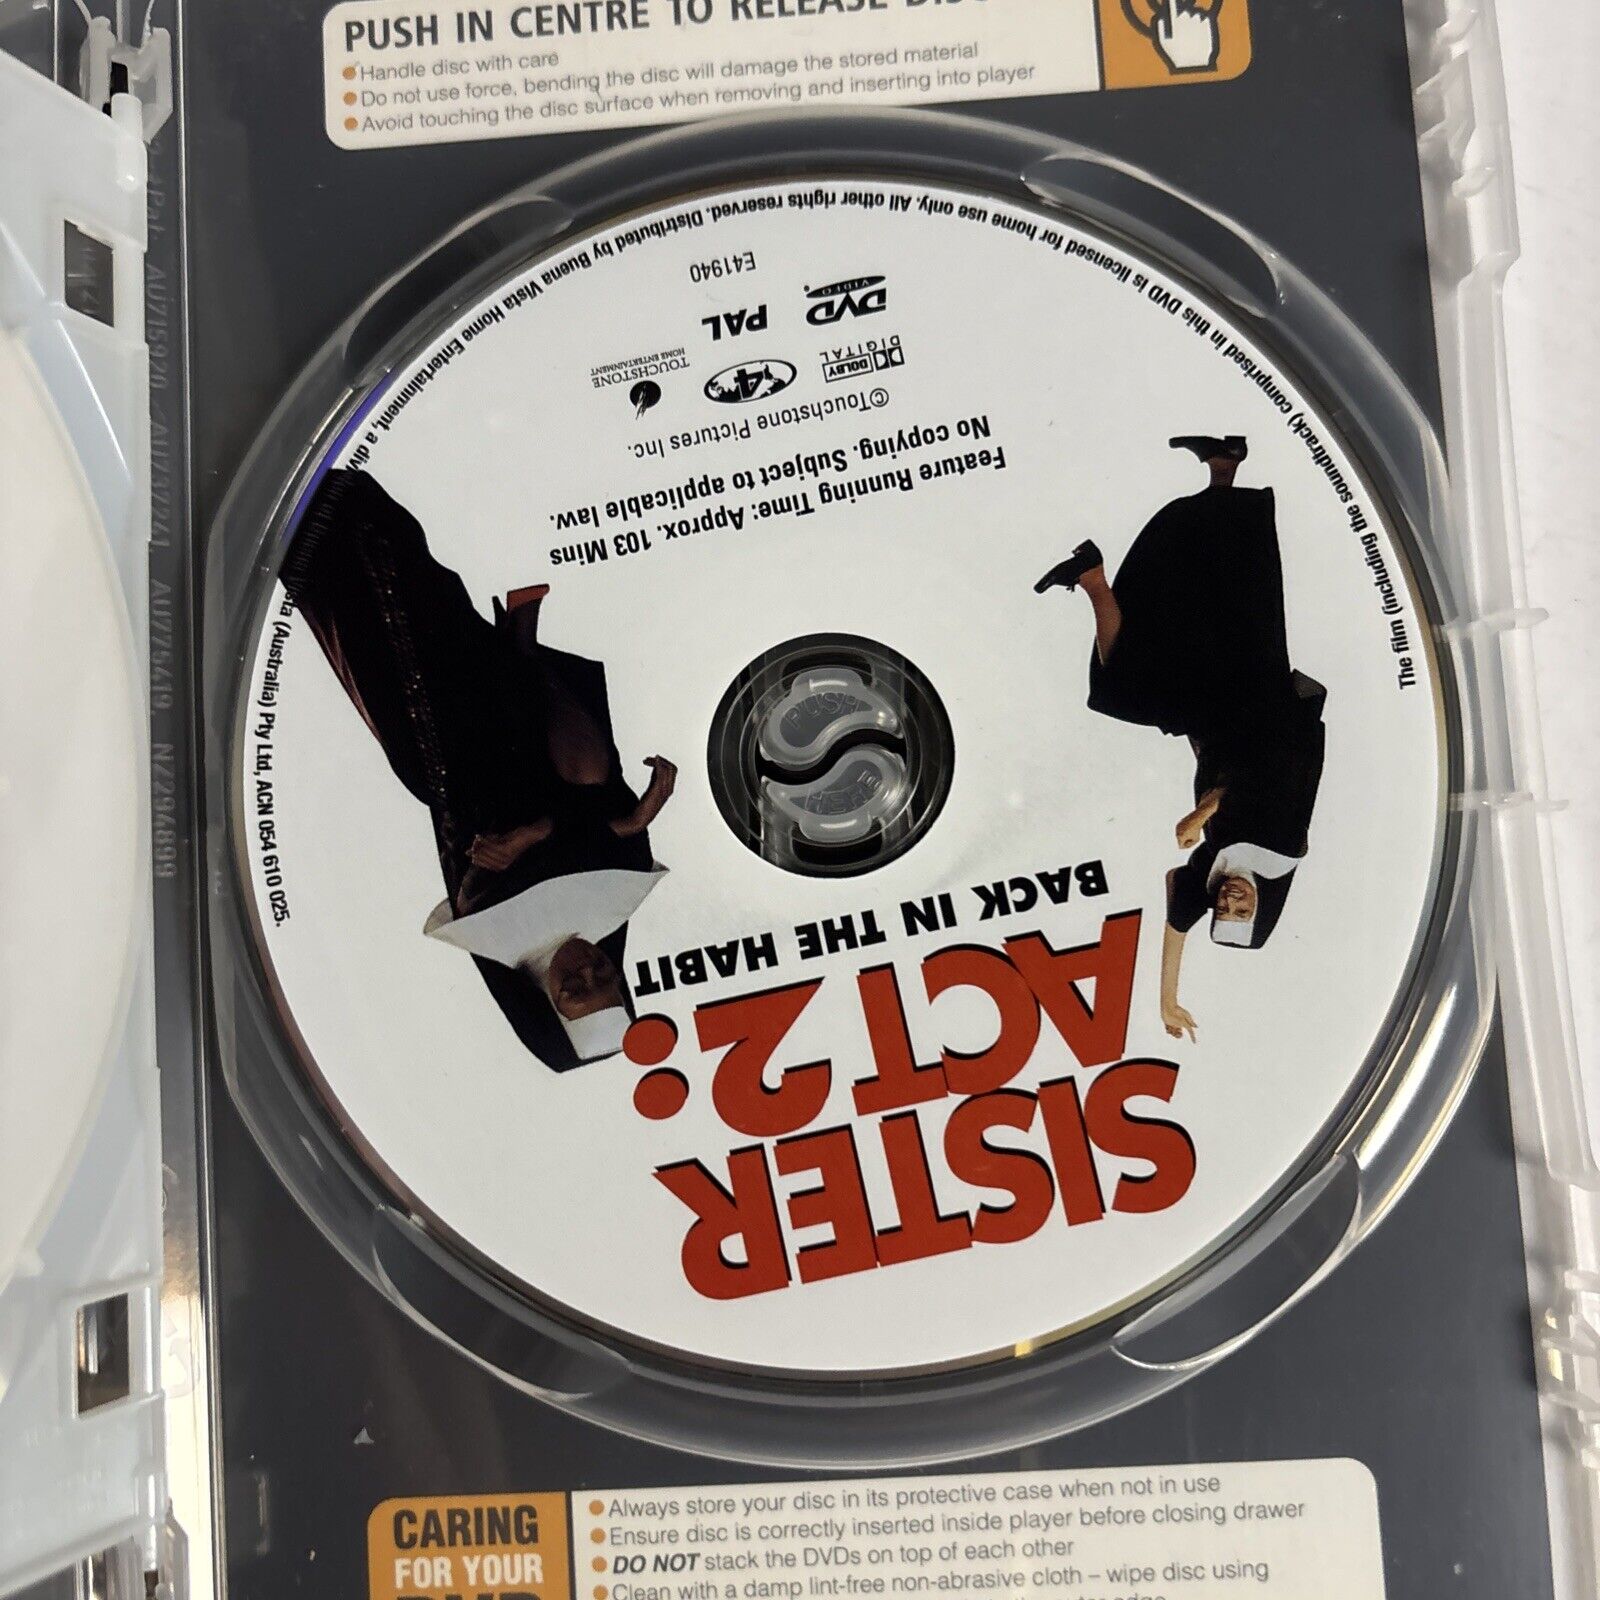 PUSH IN CENTRE TO RELEASE
Handle disc with care
Do not use force, bending the disc will damage the stored material
Avoid touching the disc surface when removing and inserting into player
SISTER
ACT 2:
BACK IN THE HABIT
PUSH
HERE
Feature Running Time: Approx. 103 Mins
No copying. Subject to applicable law.
©Touchstone Pictures Inc.
DOLBY
DIGITAL
4
TOUCHSTONE
HOME ENTERTAINMENT
DVD
VIDEO
PAL
E41940
The film (including the soundtrack) comprised in this DVD is licensed for home use only. All other rights reserved. Distributed by Buena Vista Home Entertainment, a (Australia) Pty Ltd, ACN 054 610 025.
AU715920 AU737261, AU775419, NZ294899
CARING
FOR YOUR
DVD
Always store your disc in its protective case when not in use
Ensure disc is correctly inserted inside player before closing drawer
DO NOT stack the DVDs on top of each other
Clean with a damp lint-free non-abrasive cloth – wipe disc using